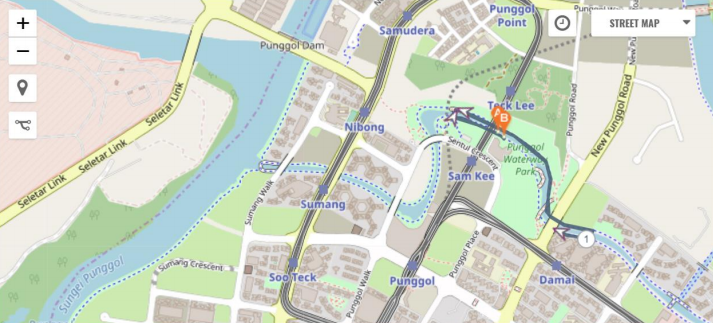 +
−
Punggol
Point
Samudera
STREET MAP
Punggol Dam
Seletar Link
Seletar Link
Seletar Link
Teck Lee
A
B
Nibong
Sentul Crescent
Punggol
Waterway
Park
Punggol Road
New Punggol Road
Sam Kee
Sumang Walk
Sumang
1
Sumang Crescent
Sungei Punggol
Soo Teck
Punggol Walk
Punggol
Punggol Place
Damai